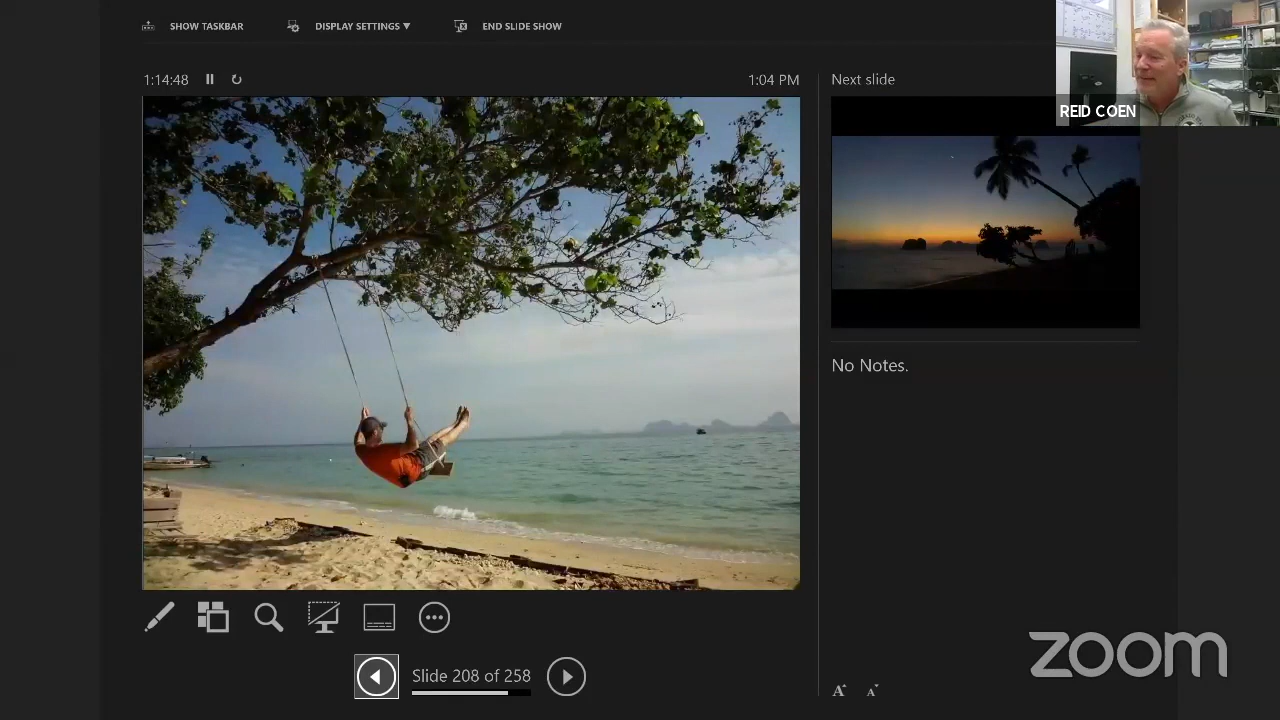 SHOW TASKBAR
DISPLAY SETTINGS ▼
END SLIDE SHOW
1:14:48
1:04 PM
Next slide
REID COEN
No Notes.
Slide 208 of 258
A A
zoom